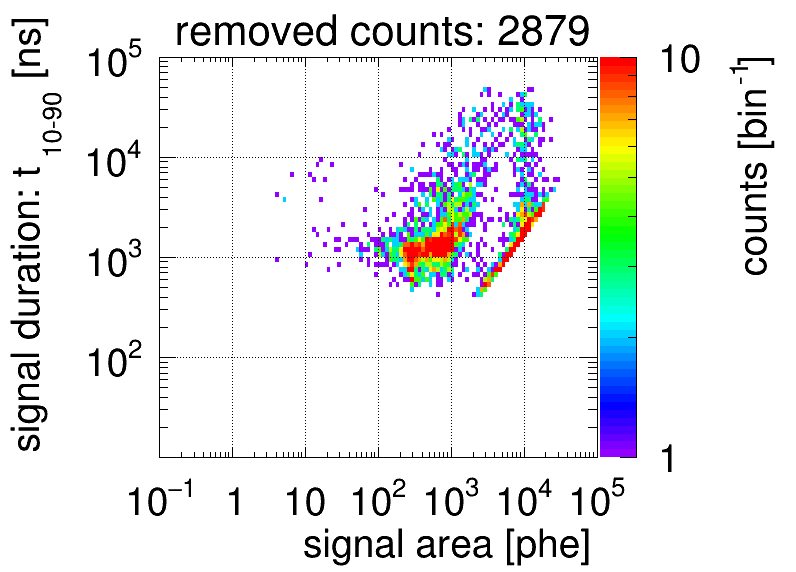 removed counts: 2879
signal duration: t 10-90 [ns]
10^5
10^4
10^3
10^2
10^−1 1 10 10^2 10^3 10^4 10^5
signal area [phe]
10
1
counts [bin^-1]